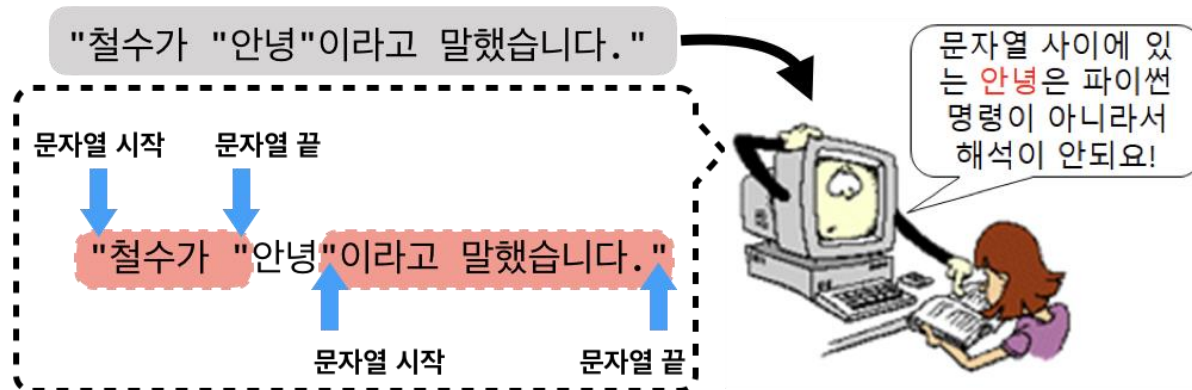 "철수가 "안녕"이라고 말했습니다."
문자열 사이에 있
는 안녕은 파이썬
명령이 아니라서
해석이 안되요!
문자열 시작 문자열 끝
"철수가 "안녕"이라고 말했습니다."
문자열 시작 문자열 끝